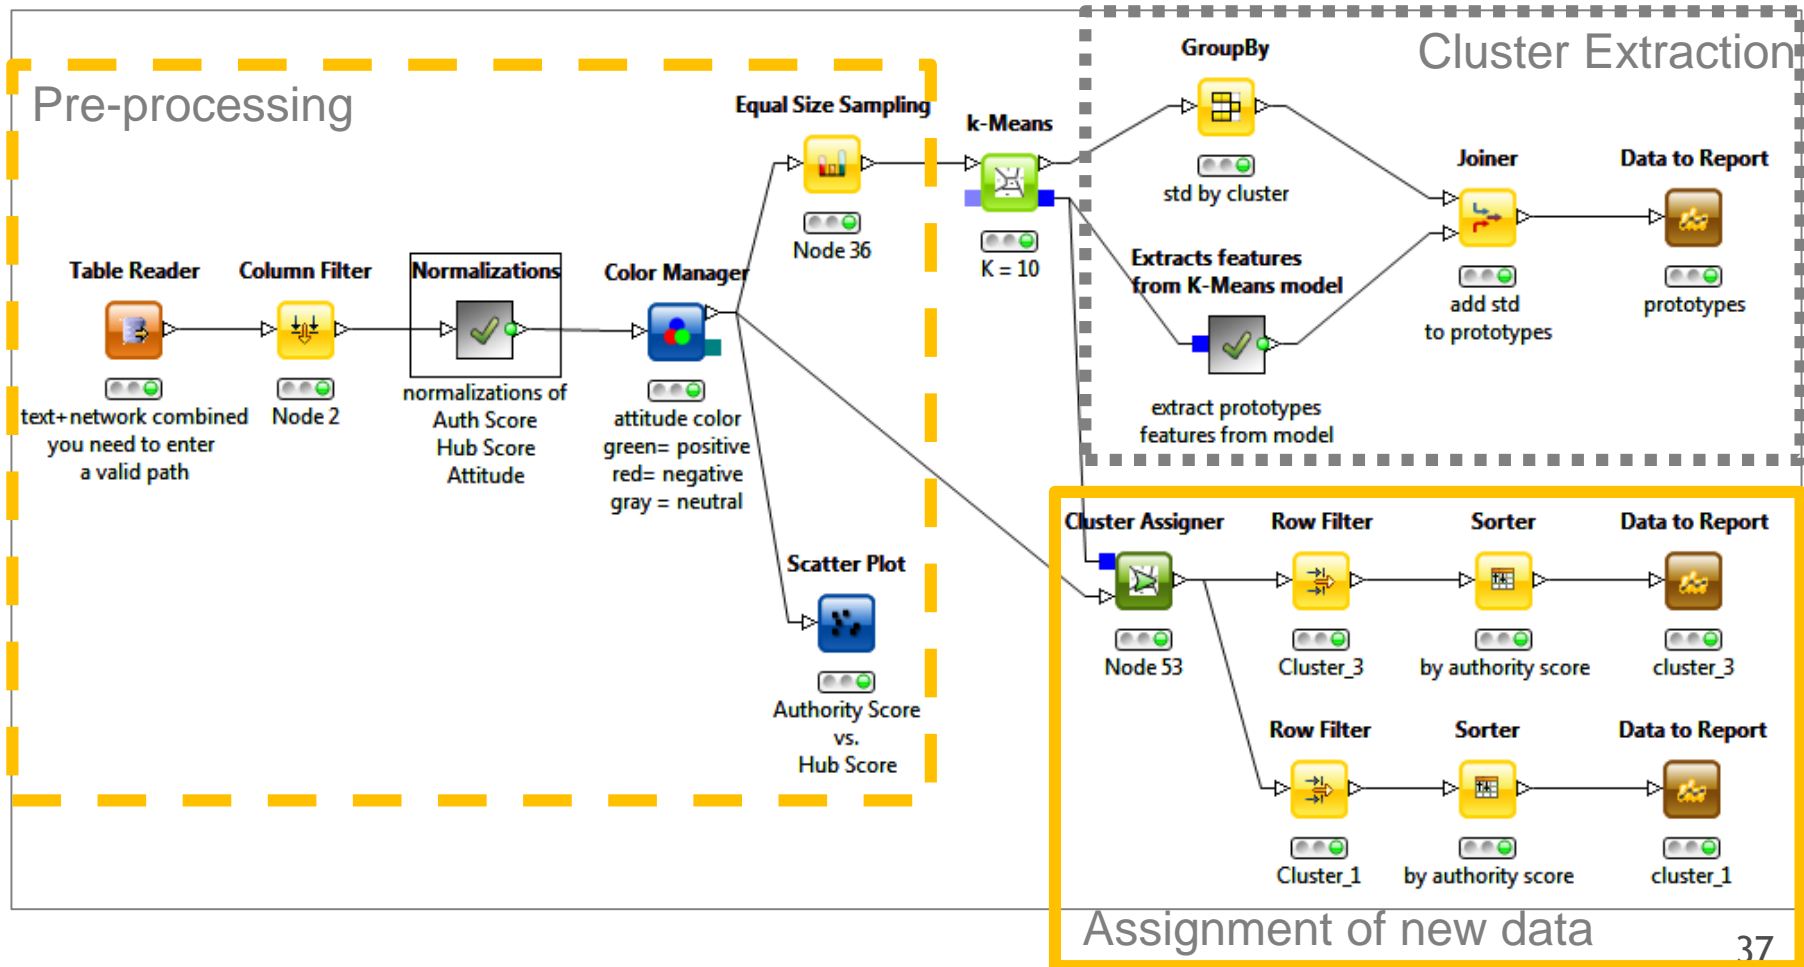 Pre-processing
Table Reader
text+network combined
you need to enter
a valid path
Column Filter
Node 2
Normalizations
normalizations of
Auth Score
Hub Score
Attitude
Color Manager
attitude color
green= positive
red= negative
gray = neutral
Equal Size Sampling
Node 36
Scatter Plot
Authority Score
vs.
Hub Score
k-Means
K = 10
Cluster Extraction
GroupBy
std by cluster
Extracts features
from K-Means model
extract prototypes
features from model
Joiner
add std
to prototypes
Data to Report
prototypes
Cluster Assigner
Node 53
Row Filter
Cluster_3
Sorter
by authority score
Data to Report
cluster_3
Row Filter
Cluster_1
Sorter
by authority score
Data to Report
cluster_1
Assignment of new data
37